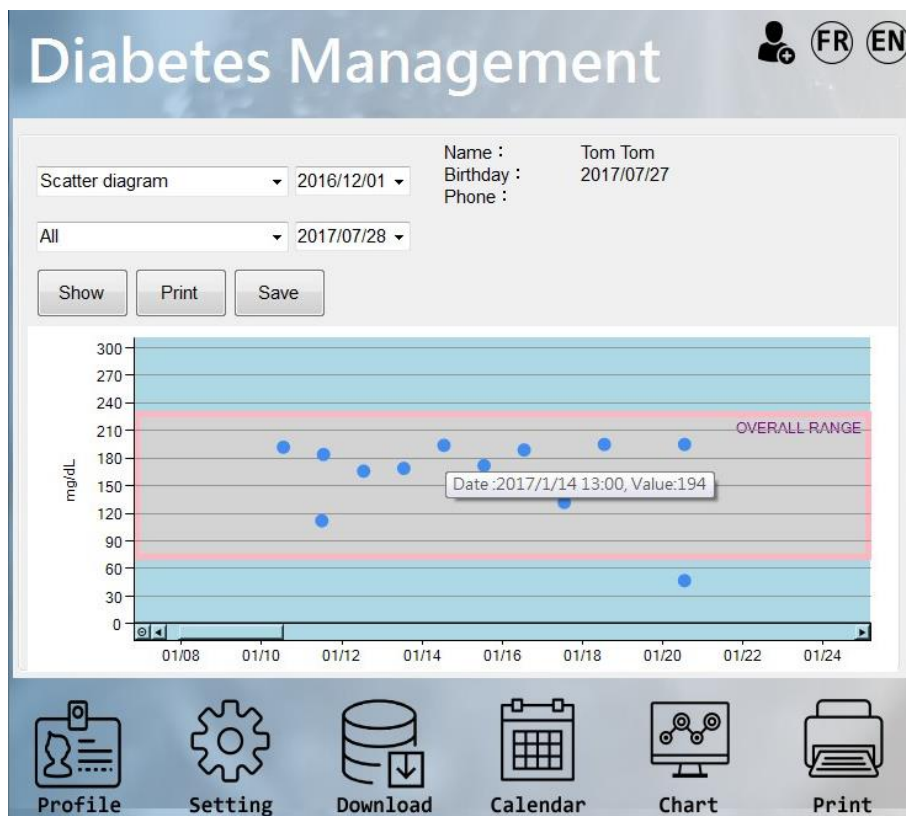 Diabetes Management
FR EN
Name：
Tom Tom
Scatter diagram
2016/12/01
Birthday：
2017/07/27
Phone：
All
2017/07/28
Show
Print
Save
300
270
240
210
OVERALL RANGE
180
mg/dL
150
Date :2017/1/14 13:00, Value:194
120
90
60
30
0
01/08 01/10 01/12 01/14 01/16 01/18 01/20 01/22 01/24
Profile Setting Download Calendar Chart Print